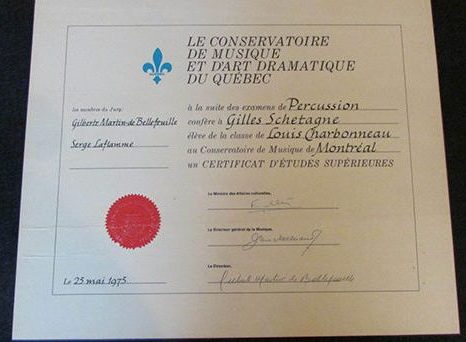 LE CONSERVATOIRE
DE MUSIQUE
ET D'ART DRAMATIQUE
DU QUÉBEC
les membres du Jury:
Gilberte Martin-de Bellefeuille
Serge Laflamme
à la suite des examens de Percussion
confère à Gilles Schetagne
élève de la classe de Louis Charbonneau
au Conservatoire de Musique de Montréal
un CERTIFICAT D'ÉTUDES SUPÉRIEURES
Le Ministre des Affaires culturelles,
Le Directeur général de la Musique,
Le Direction,
Le 25 mai 1975